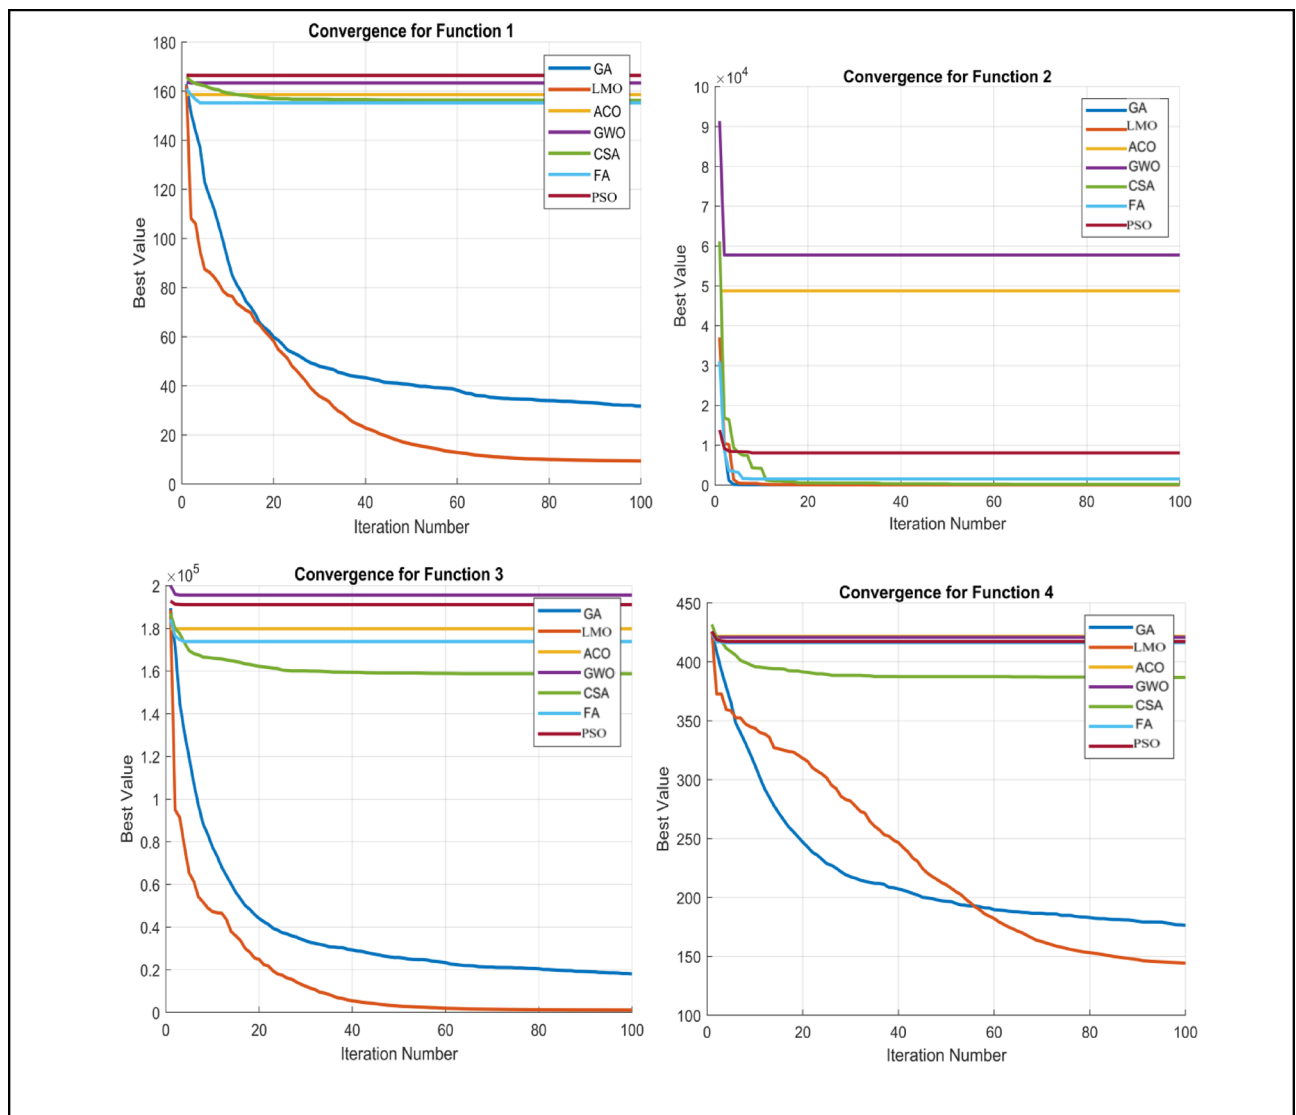 Convergence for Function 1
180
160
140
120
100
80
60
40
20
0
Best Value
0 20 40 60 80 100
Iteration Number
GA
LMO
ACO
GWO
CSA
FA
PSO
Convergence for Function 2
×10⁴
10
9
8
7
6
5
4
3
2
1
0
Best Value
0 20 40 60 80 100
Iteration Number
GA
LMO
ACO
GWO
CSA
FA
PSO
Convergence for Function 3
×10⁵
2
1.8
1.6
1.4
1.2
1
0.8
0.6
0.4
0.2
0
Best Value
0 20 40 60 80 100
Iteration Number
GA
LMO
ACO
GWO
CSA
FA
PSO
Convergence for Function 4
450
400
350
300
250
200
150
100
Best Value
0 20 40 60 80 100
Iteration Number
GA
LMO
ACO
GWO
CSA
FA
PSO